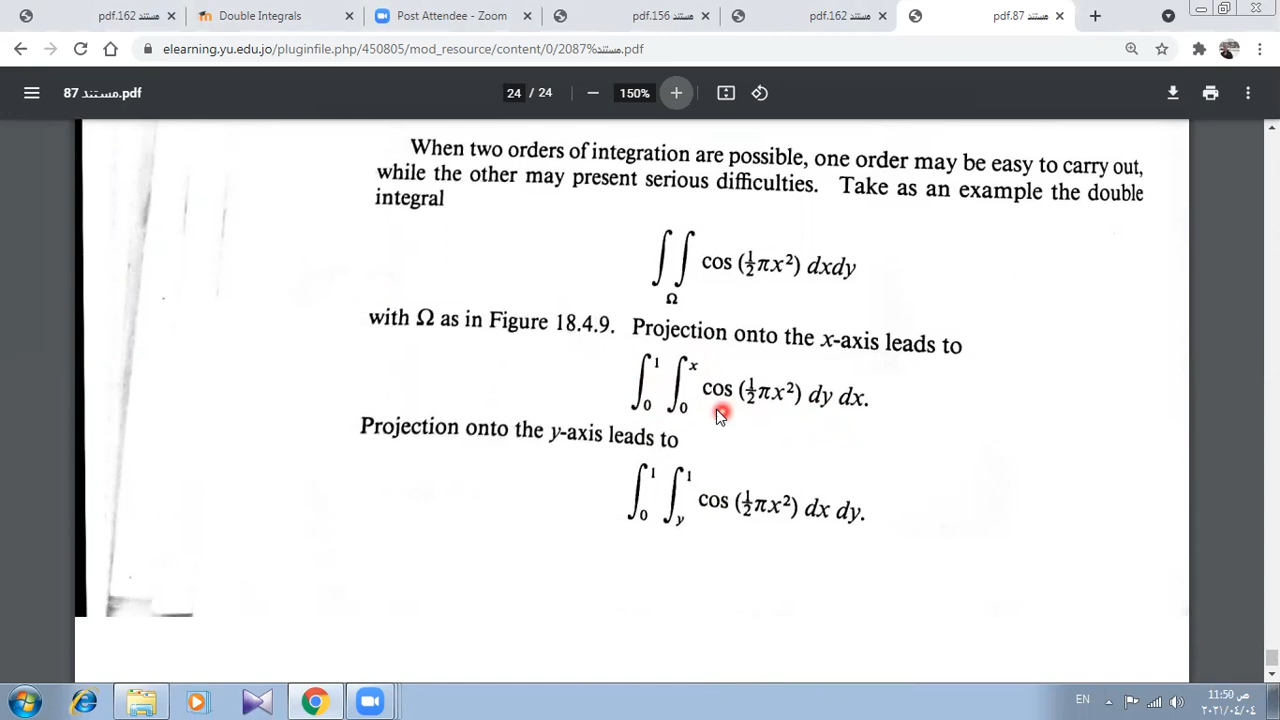 pdf.162 مستند
Double Integrals
Post Attendee - Zoom
pdf.156 مستند
pdf.162 مستند
pdf.87 مستند
elearning.yu.edu.jo/pluginfile.php/450805/mod_resource/content/0/2087%مستند.pdf
87 مستند.pdf
24 / 24
150%
When two orders of integration are possible, one order may be easy to carry out,
while the other may present serious difficulties. Take as an example the double
integral
∫∫_Ω cos (½πx²) dxdy
with Ω as in Figure 18.4.9. Projection onto the x-axis leads to
∫₀¹ ∫₀ˣ cos (½πx²) dy dx.
Projection onto the y-axis leads to
∫₀¹ ∫_y¹ cos (½πx²) dx dy.
EN
11:50 ص
٢٠٢١/٠٤/٠٤